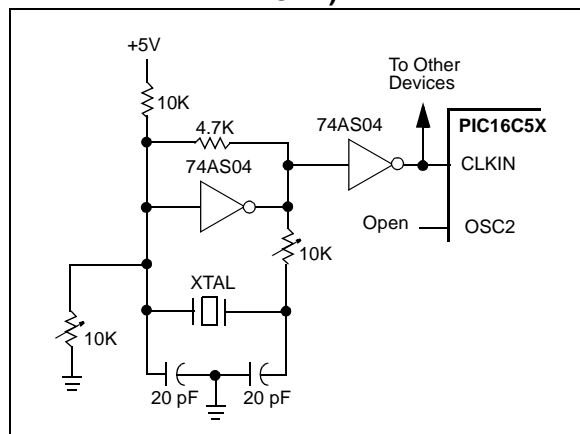 +5V
To Other
Devices
10K
4.7K
74AS04
PIC16C5X
74AS04
CLKIN
Open
OSC2
10K
XTAL
10K
20 pF
20 pF